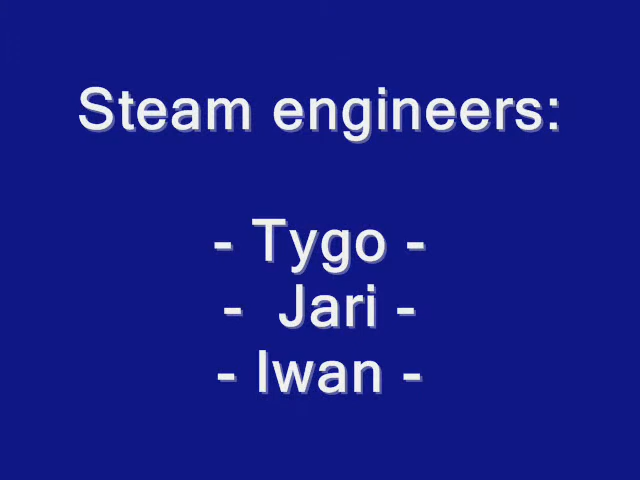 Steam engineers:
- Tygo -
- Jari -
- Iwan -